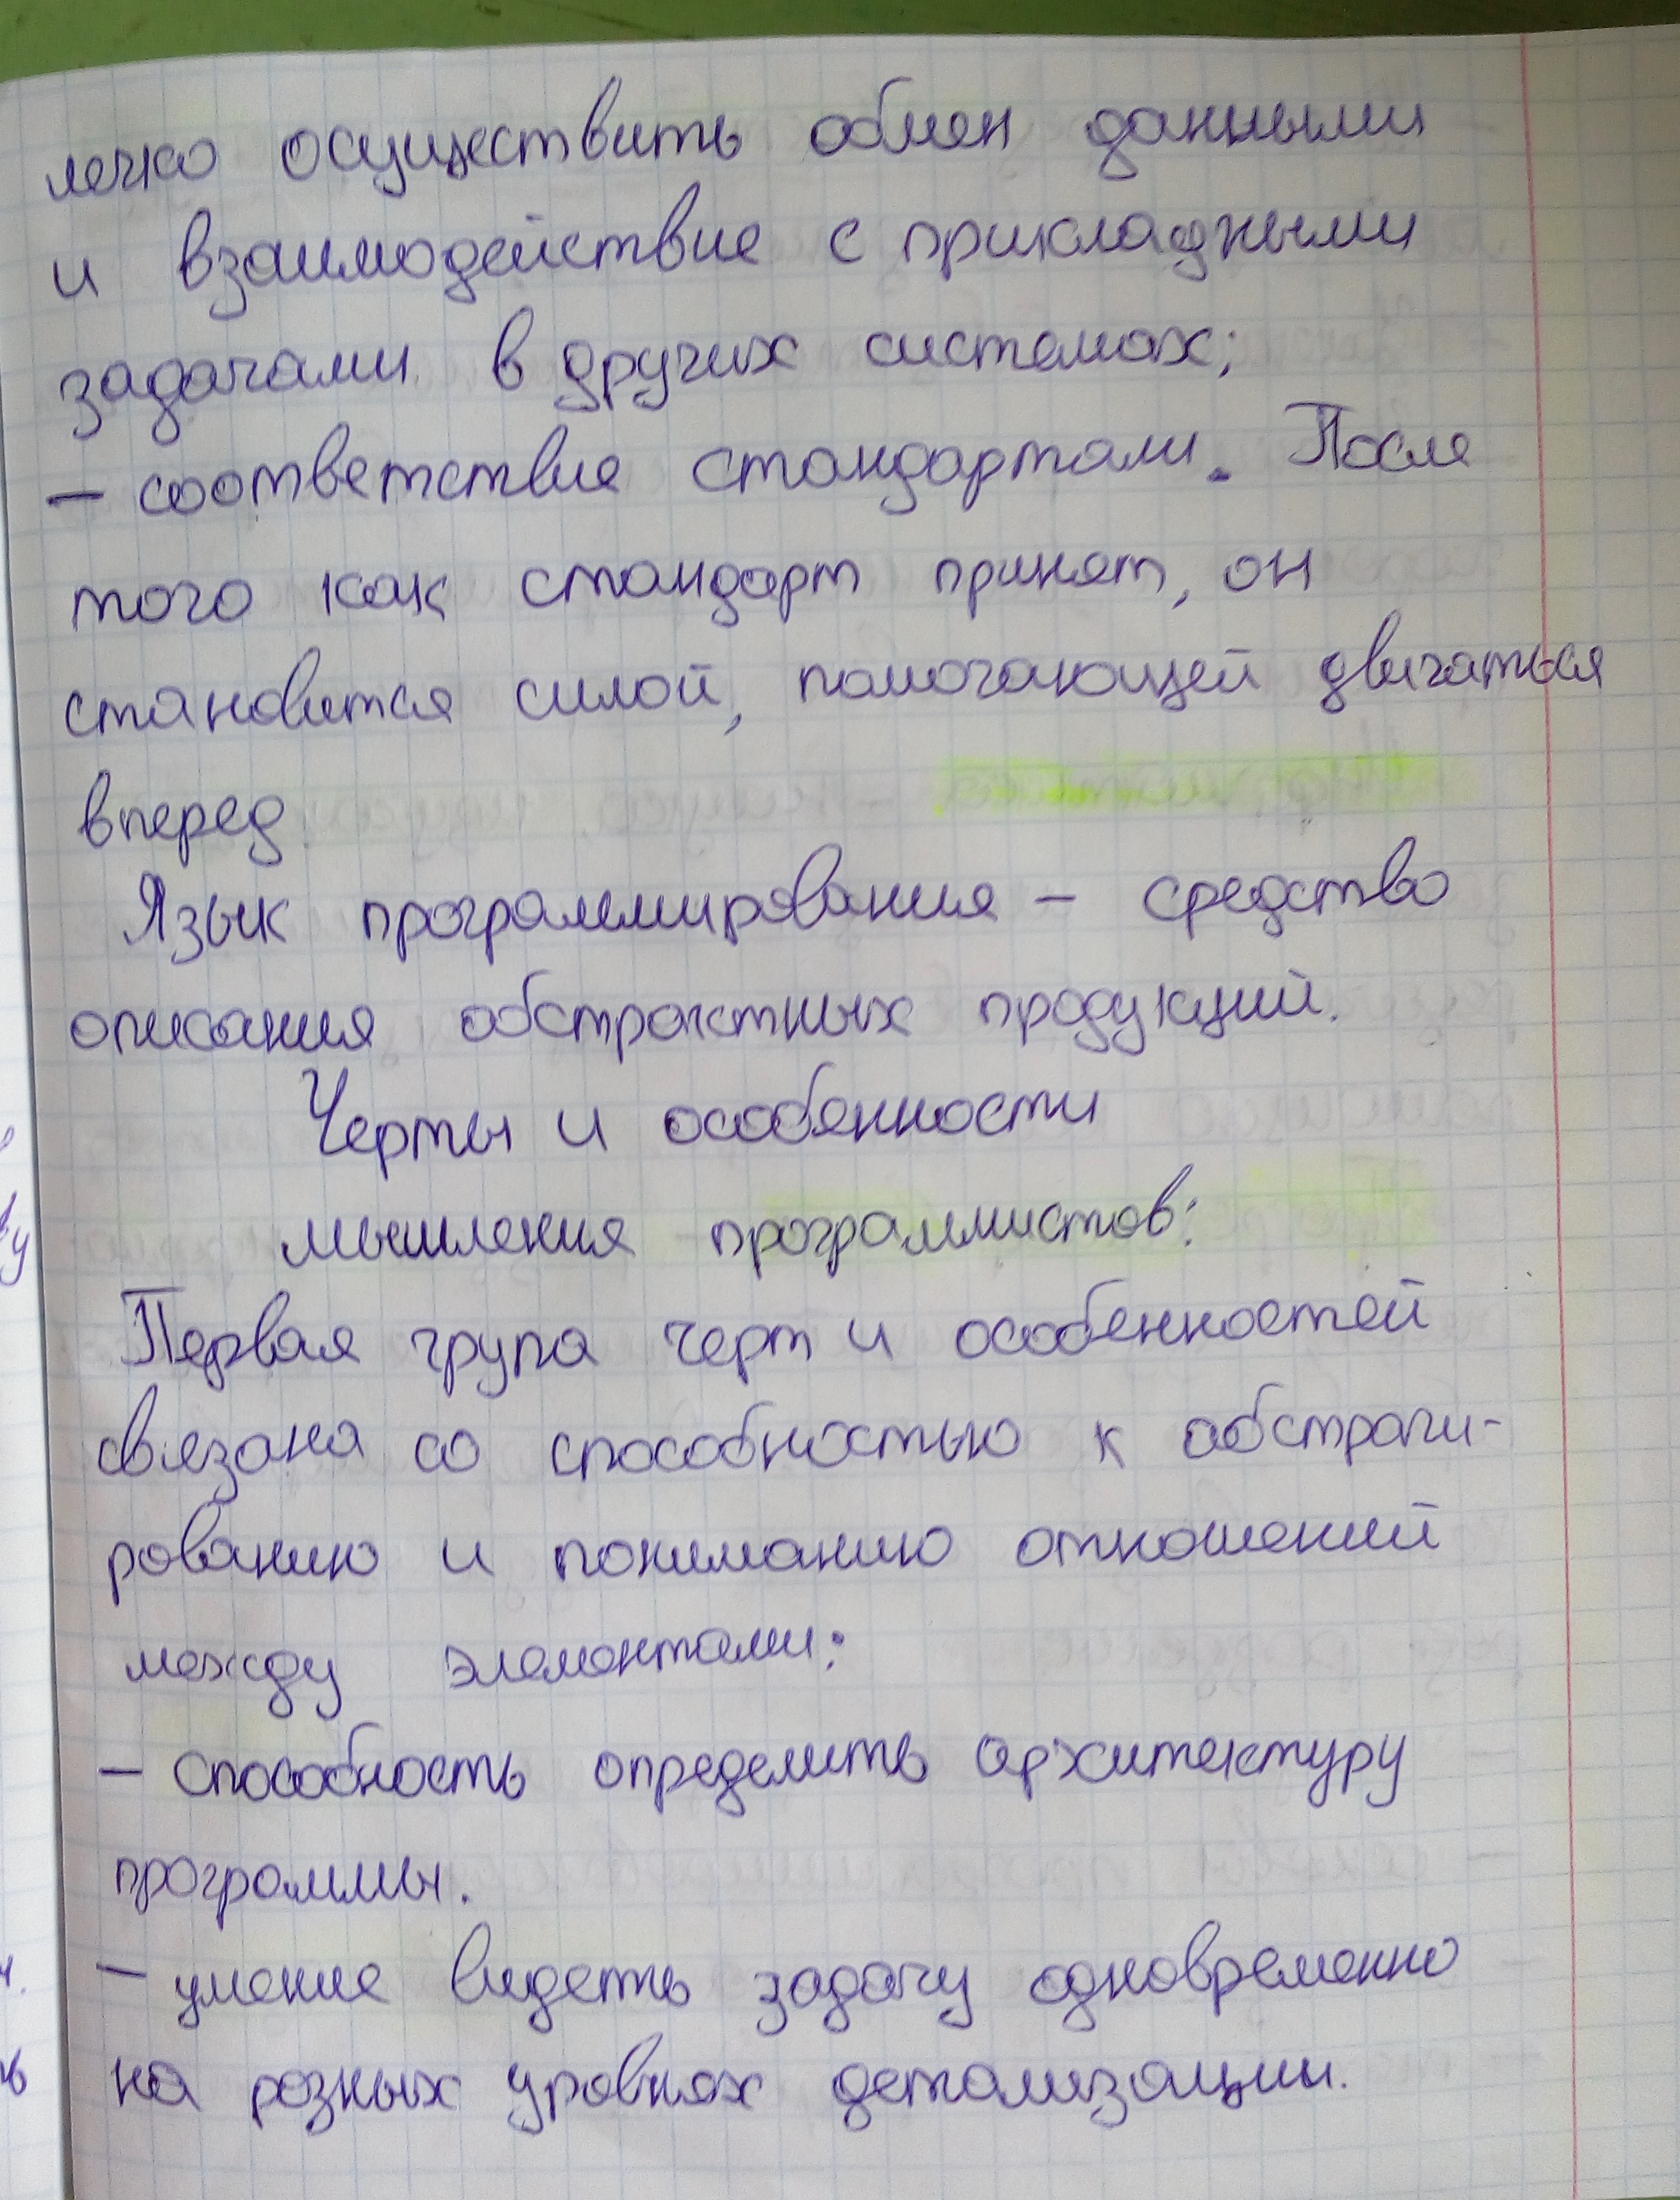 легко осуществить обмен данными
и взаимодействие с прикладными
задачами в других системах;
– соответствие стандартам. После
того как стандарт принят, он
становится силой, помогающей двигаться
вперед
Язык программирования – средство
описания абстрактных продукций.
Черты и особенности
мышления программистов:
Первая група черт и особенностей
связана со способностью к абстраги-
рованию и пониманию отношений
между элементами:
– способность определить архитектуру
программы.
– умение видеть задачу одновременно
на разных уровнях детализации.